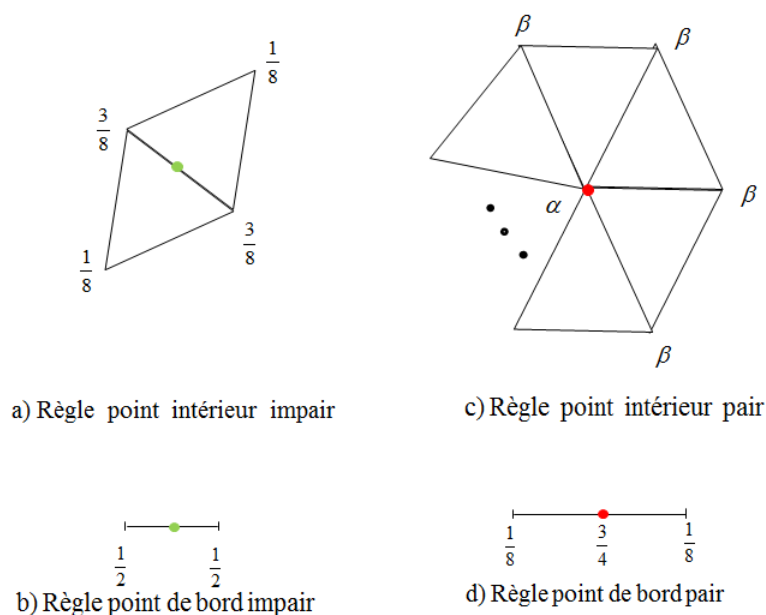 1/8
3/8
3/8
1/8
a) Règle point intérieur impair
β
β
β
α
β
c) Règle point intérieur pair
1/2
1/2
b) Règle point de bord impair
1/8
3/4
1/8
d) Règle point de bord pair